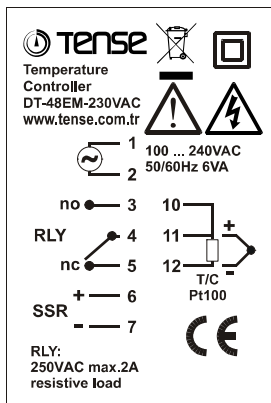 TENSE
Temperature
Controller
DT-48EM-230VAC
www.tense.com.tr
1
2
100 ... 240VAC
50/60Hz 6VA
no 3 10
RLY 4 11 +
nc 5 12 -
+ 6 T/C
SSR Pt100
- 7
CE
RLY:
250VAC max.2A
resistive load